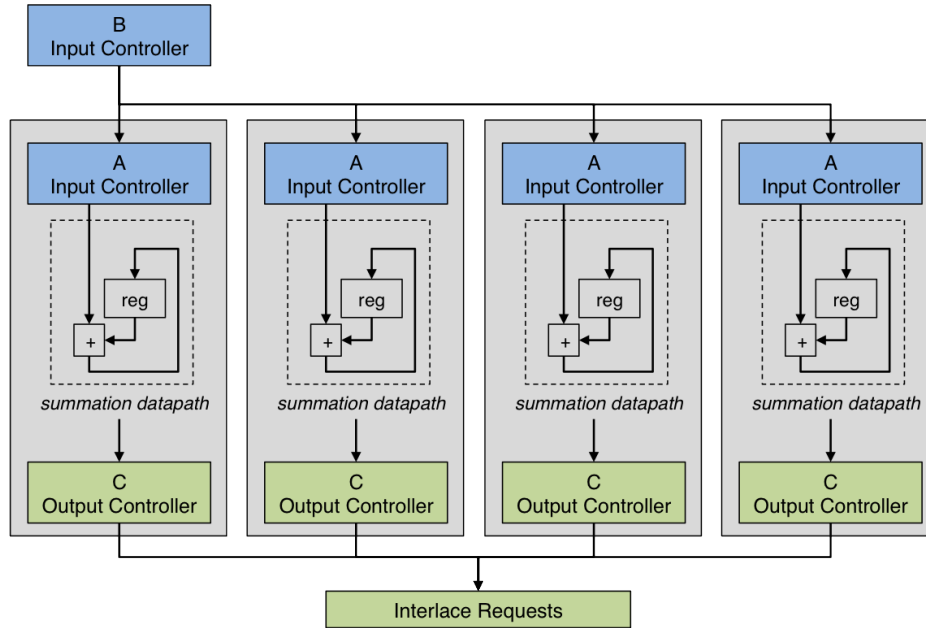 B
Input Controller
A
Input Controller
A
Input Controller
A
Input Controller
A
Input Controller
reg
reg
reg
reg
+
+
+
+
summation datapath
summation datapath
summation datapath
summation datapath
C
Output Controller
C
Output Controller
C
Output Controller
C
Output Controller
Interlace Requests